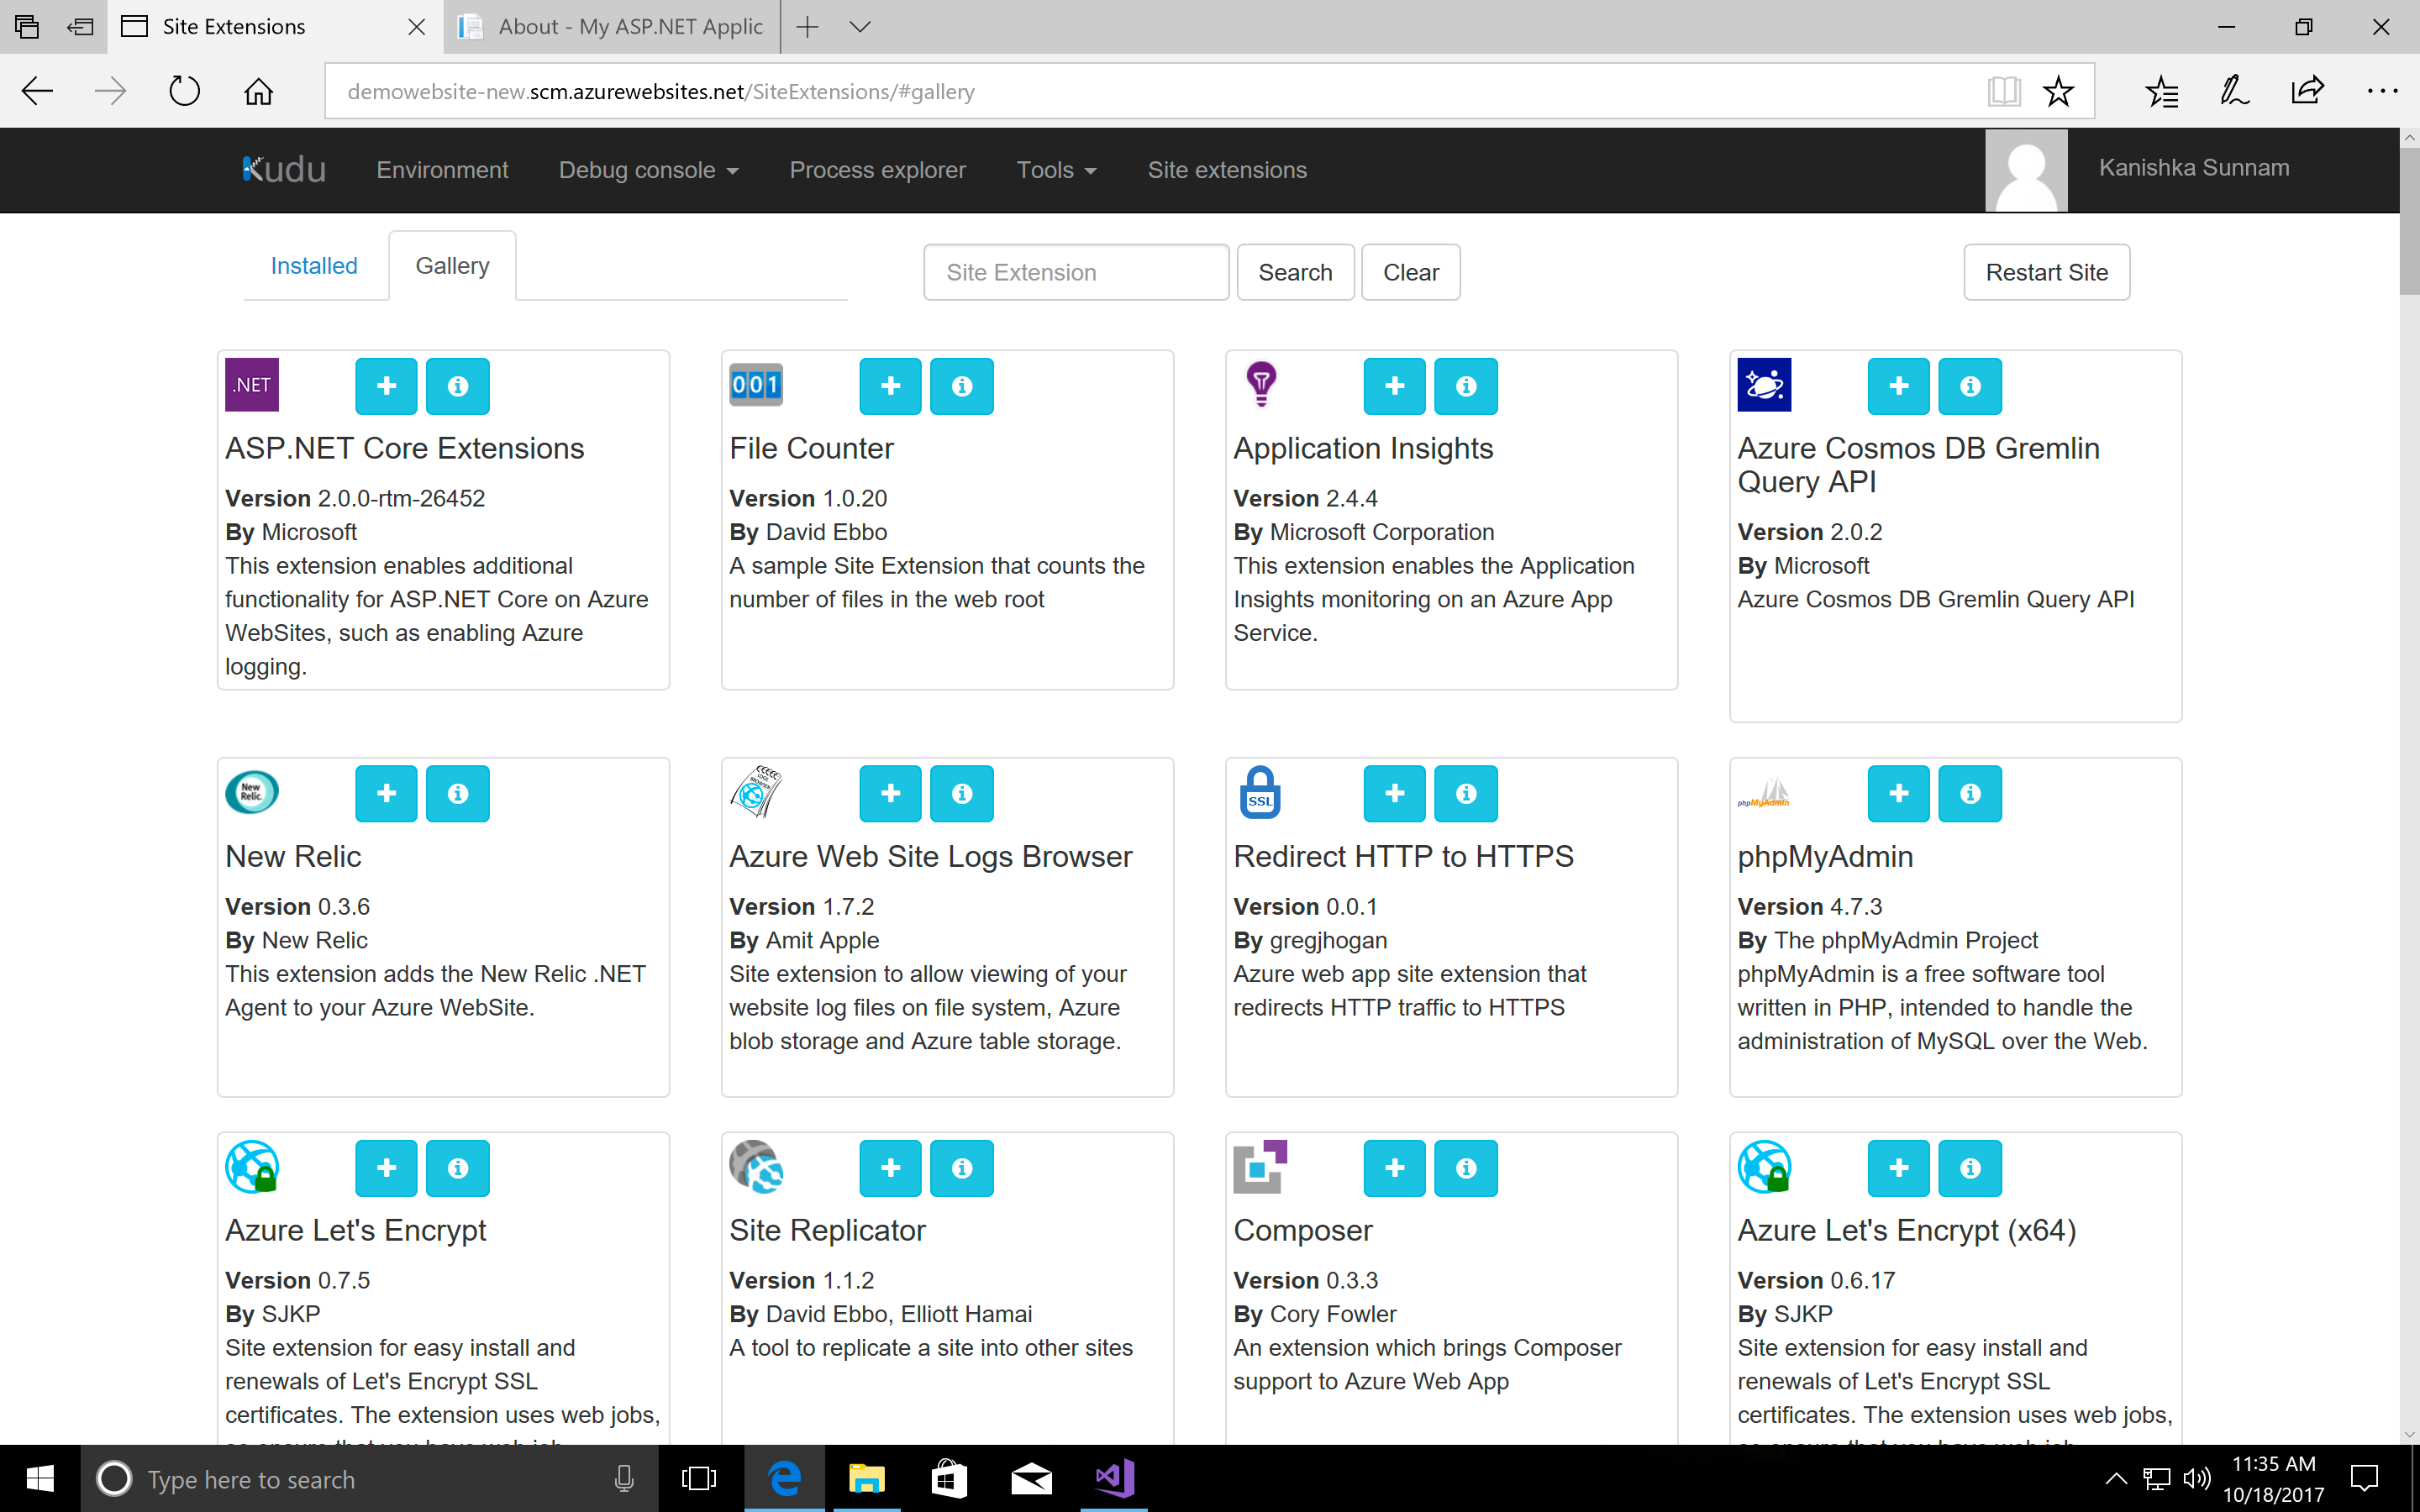 Site Extensions
About - My ASP.NET Applic
demowebsite-new.scm.azurewebsites.net/SiteExtensions/#gallery
Kudu Environment Debug console Process explorer Tools Site extensions Kanishka Sunnam
Installed Gallery Site Extension Search Clear Restart Site
.NET
ASP.NET Core Extensions
Version 2.0.0-rtm-26452
By Microsoft
This extension enables additional
functionality for ASP.NET Core on Azure
WebSites, such as enabling Azure
logging.
001
File Counter
Version 1.0.20
By David Ebbo
A sample Site Extension that counts the
number of files in the web root
Application Insights
Version 2.4.4
By Microsoft Corporation
This extension enables the Application
Insights monitoring on an Azure App
Service.
Azure Cosmos DB Gremlin
Query API
Version 2.0.2
By Microsoft
Azure Cosmos DB Gremlin Query API
New
Relic.
New Relic
Version 0.3.6
By New Relic
This extension adds the New Relic .NET
Agent to your Azure WebSite.
LOGS
BROWSER
Azure Web Site Logs Browser
Version 1.7.2
By Amit Apple
Site extension to allow viewing of your
website log files on file system, Azure
blob storage and Azure table storage.
SSL
Redirect HTTP to HTTPS
Version 0.0.1
By gregjhogan
Azure web app site extension that
redirects HTTP traffic to HTTPS
phpMyAdmin
phpMyAdmin
Version 4.7.3
By The phpMyAdmin Project
phpMyAdmin is a free software tool
written in PHP, intended to handle the
administration of MySQL over the Web.
Azure Let's Encrypt
Version 0.7.5
By SJKP
Site extension for easy install and
renewals of Let's Encrypt SSL
certificates. The extension uses web jobs,
so ensure that you have web job
Site Replicator
Version 1.1.2
By David Ebbo, Elliott Hamai
A tool to replicate a site into other sites
Composer
Version 0.3.3
By Cory Fowler
An extension which brings Composer
support to Azure Web App
Azure Let's Encrypt (x64)
Version 0.6.17
By SJKP
Site extension for easy install and
renewals of Let's Encrypt SSL
certificates. The extension uses web jobs,
so ensure that you have web job
Type here to search
11:35 AM
10/18/2017